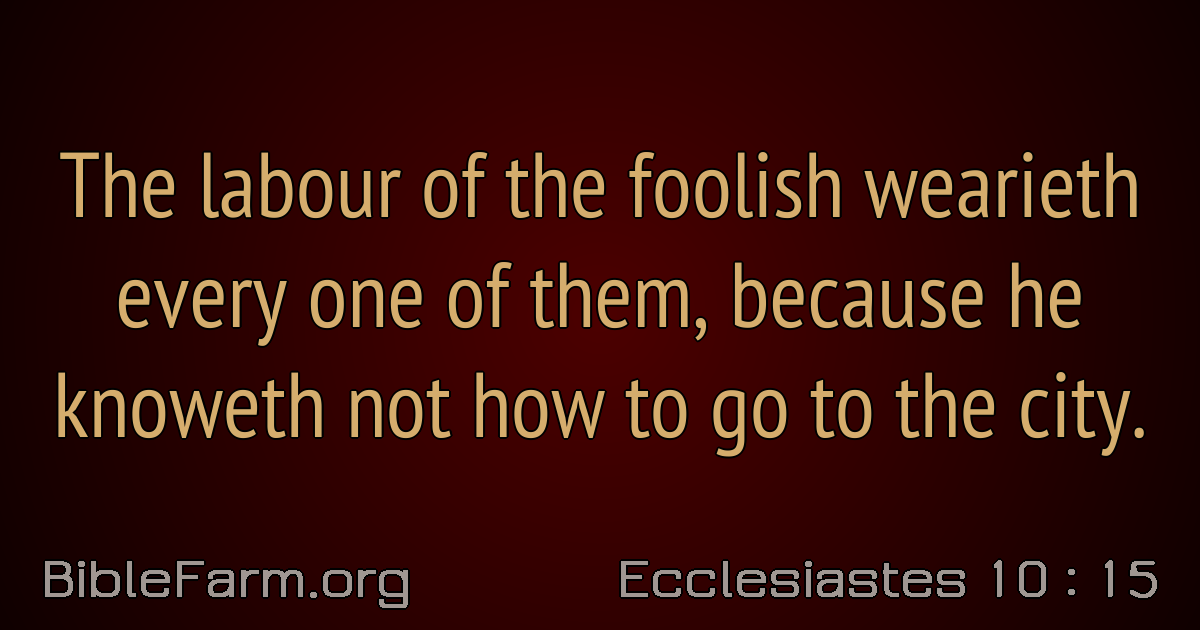 The labour of the foolish wearieth
every one of them, because he
knoweth not how to go to the city.
BibleFarm.org
Ecclesiastes 10 : 15